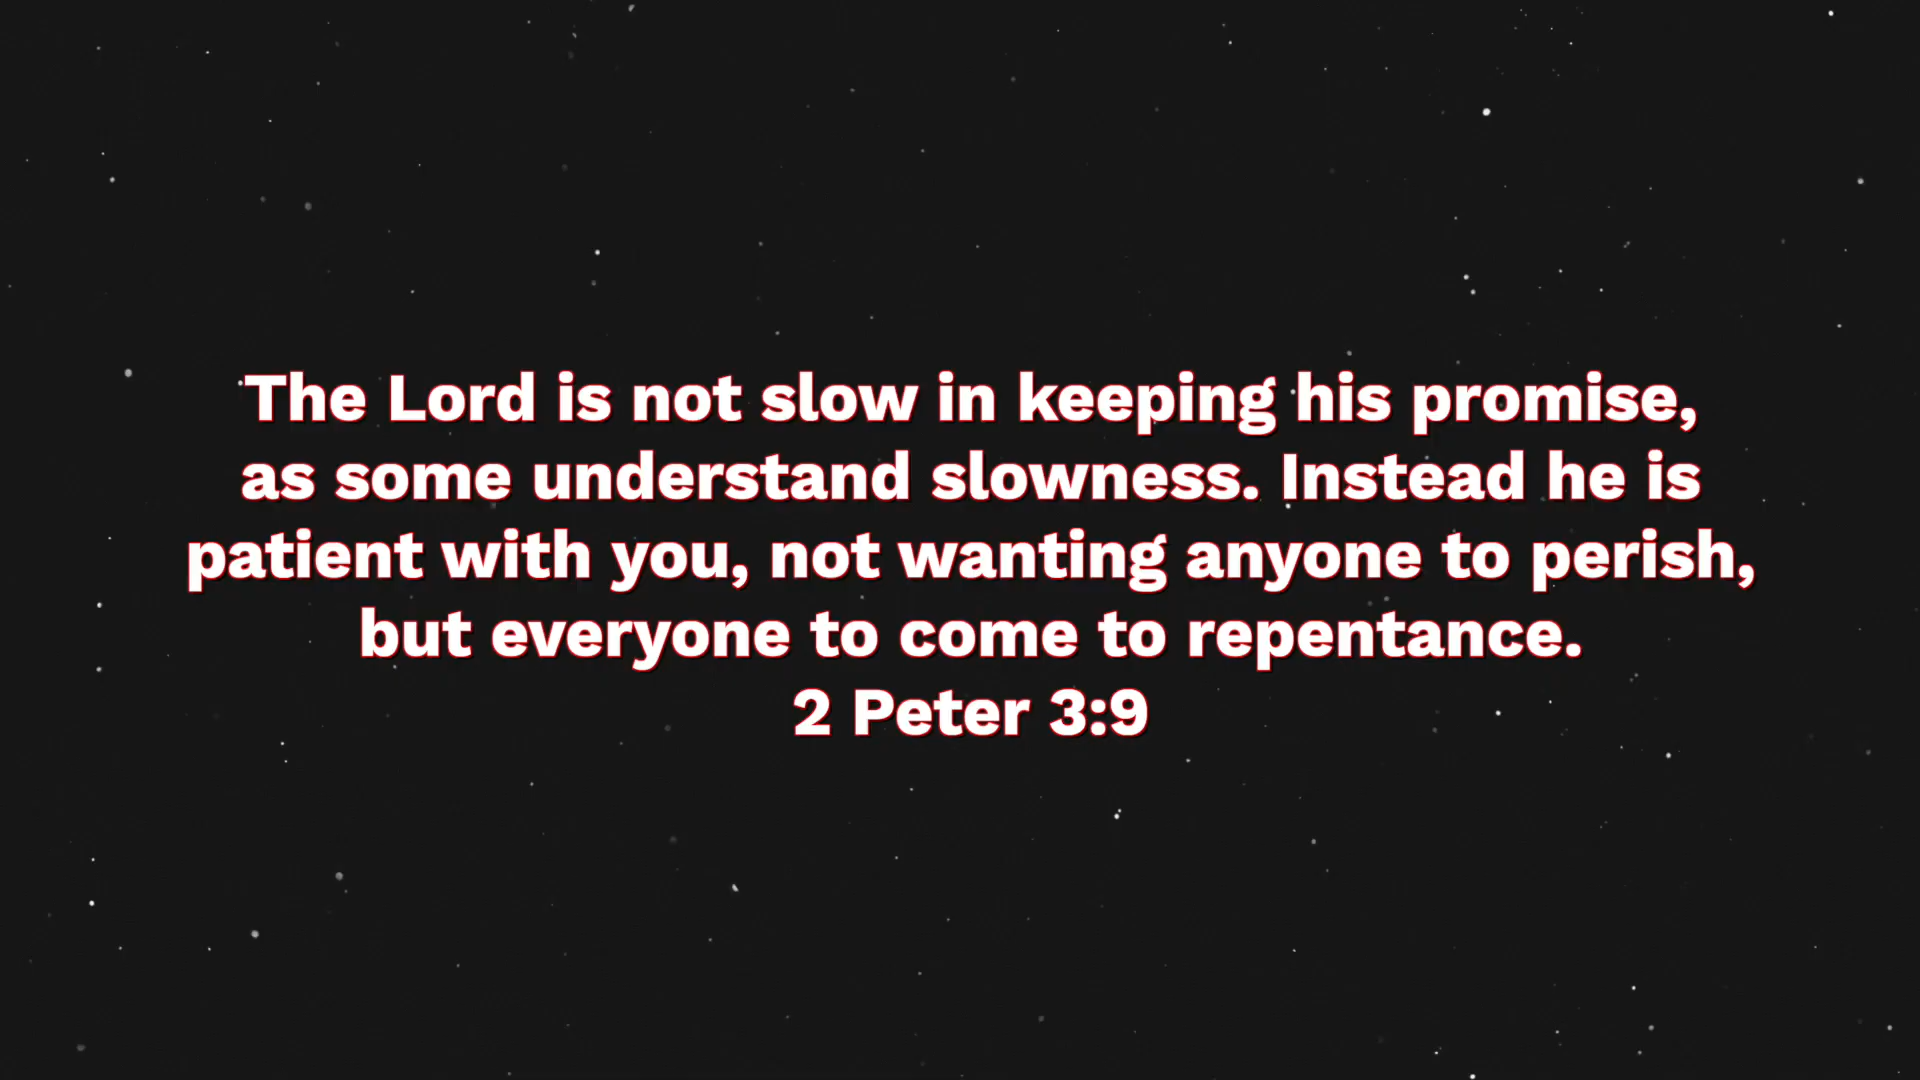 The Lord is not slow in keeping his promise,
as some understand slowness. Instead he is
patient with you, not wanting anyone to perish,
but everyone to come to repentance.
2 Peter 3:9